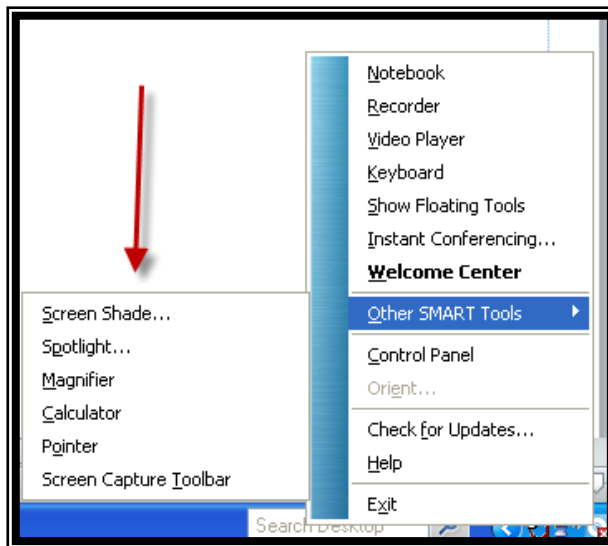 Notebook
Recorder
Video Player
Keyboard
Show Floating Tools
Instant Conferencing...
Welcome Center
Other SMART Tools
Control Panel
Orient...
Check for Updates...
Help
Exit
Screen Shade...
Spotlight...
Magnifier
Calculator
Pointer
Screen Capture Toolbar
Search Desktop